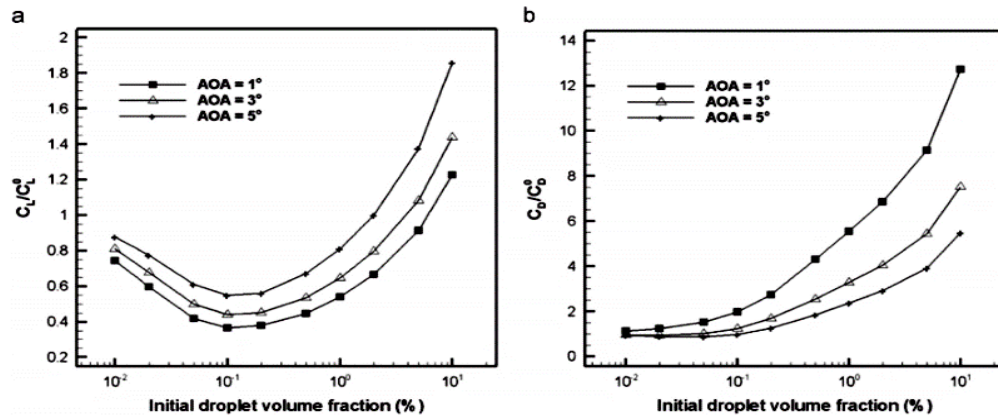 a
2
1.8
1.6
1.4
1.2
1
0.8
0.6
0.4
0.2
C_L/C_L^0
AOA = 1°
AOA = 3°
AOA = 5°
10^-2
10^-1
10^0
10^1
Initial droplet volume fraction (%)
b
14
12
10
8
6
4
2
0
C_D/C_D^0
AOA = 1°
AOA = 3°
AOA = 5°
10^-2
10^-1
10^0
10^1
Initial droplet volume fraction (%)